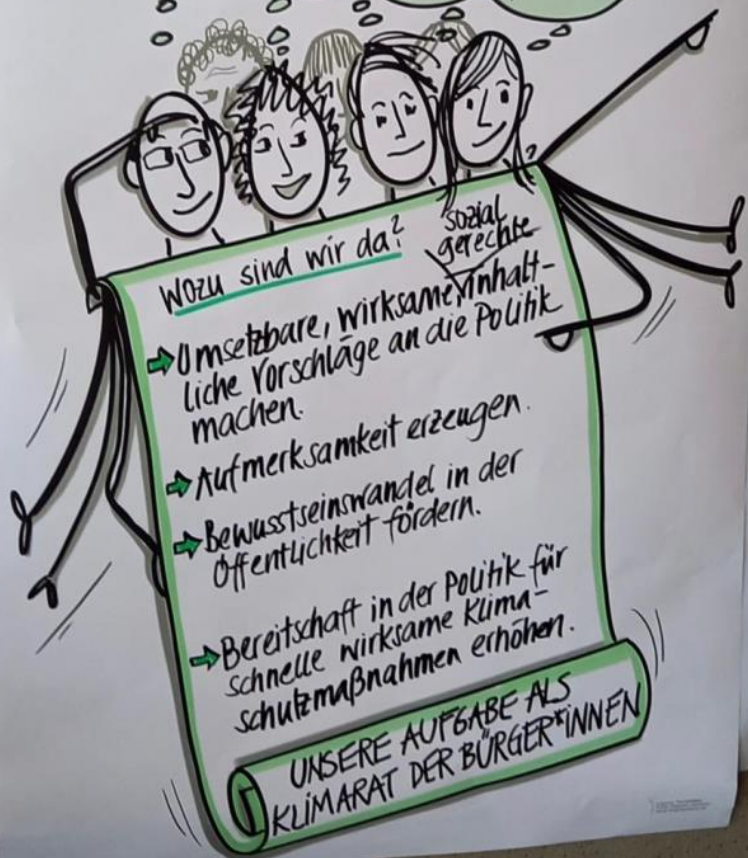 Wozu sind wir da?
sozial
gerechte
Umsetzbare, wirksame, inhalt-
liche Vorschläge an die Politik
machen.
Aufmerksamkeit erzeugen.
Bewusstseinswandel in der
Öffentlichkeit fördern.
Bereitschaft in der Politik für
schnelle wirksame Klima-
schutzmaßnahmen erhöhen.
UNSERE AUFGABE ALS
KLIMARAT DER BÜRGER*INNEN